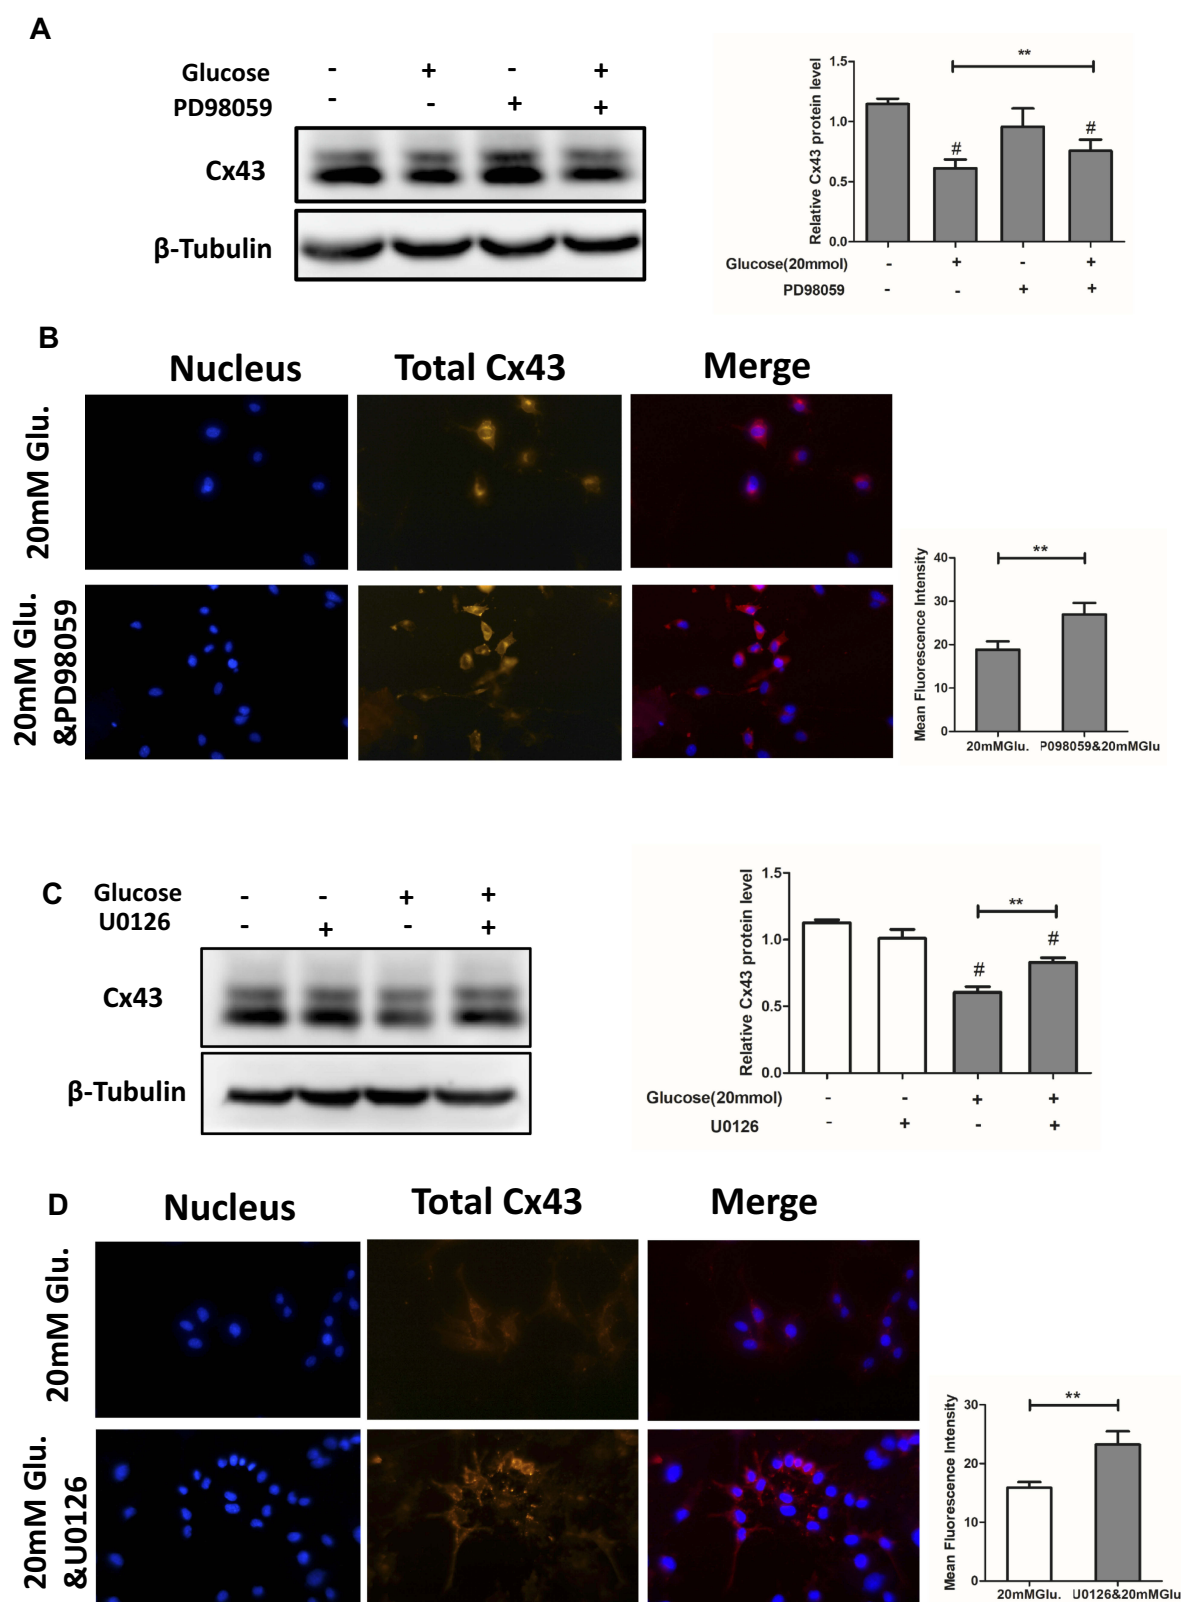 A
Glucose - + - +
PD98059 - - + +
Cx43
β-Tubulin
Relative Cx43 protein level
1.5
1.0
0.5
0.0
**
# #
Glucose(20mmol) - + - +
PD98059 - - + +
B
Nucleus Total Cx43 Merge
20mM Glu.
20mM Glu.
&PD98059
Mean Fluorescence Intensity
40
30
20
10
0
**
20mMGlu. P098059&20mMGlu
C
Glucose - - + +
U0126 - + - +
Cx43
β-Tubulin
Relative Cx43 protein level
1.5
1.0
0.5
0.0
**
# #
Glucose(20mmol) - - + +
U0126 - + - +
D
Nucleus Total Cx43 Merge
20mM Glu.
20mM Glu.
&U0126
Mean Fluorescence Intensity
30
20
10
0
**
20mMGlu. U0126&20mMGlu